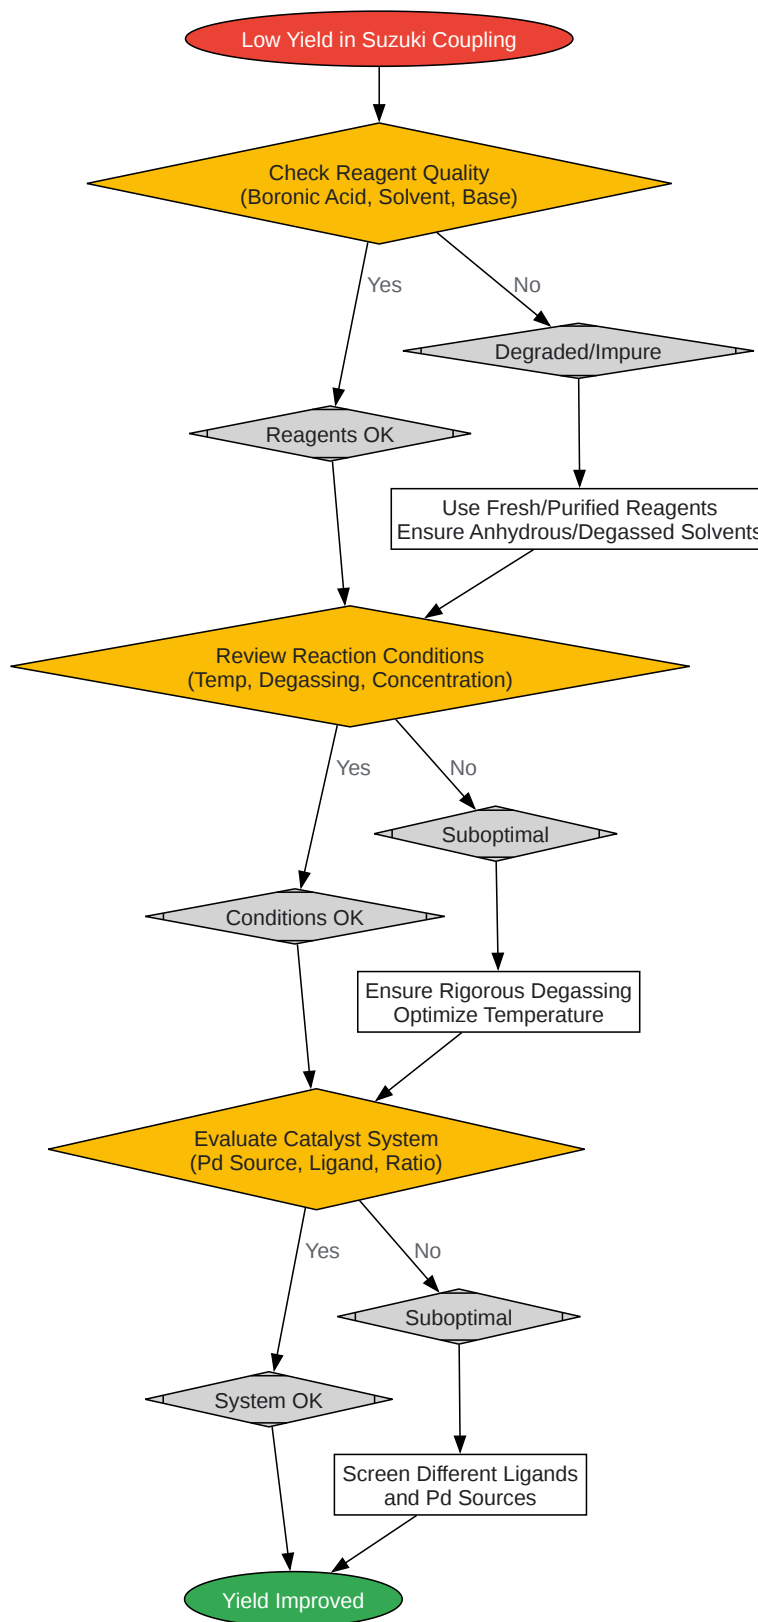 Low Yield in Suzuki Coupling
Check Reagent Quality
(Boronic Acid, Solvent, Base)
Yes
No
Degraded/Impure
Reagents OK
Use Fresh/Purified Reagents
Ensure Anhydrous/Degassed Solvents
Review Reaction Conditions
(Temp, Degassing, Concentration)
Yes
No
Suboptimal
Conditions OK
Ensure Rigorous Degassing
Optimize Temperature
Evaluate Catalyst System
(Pd Source, Ligand, Ratio)
Yes
No
Suboptimal
System OK
Screen Different Ligands
and Pd Sources
Yield Improved